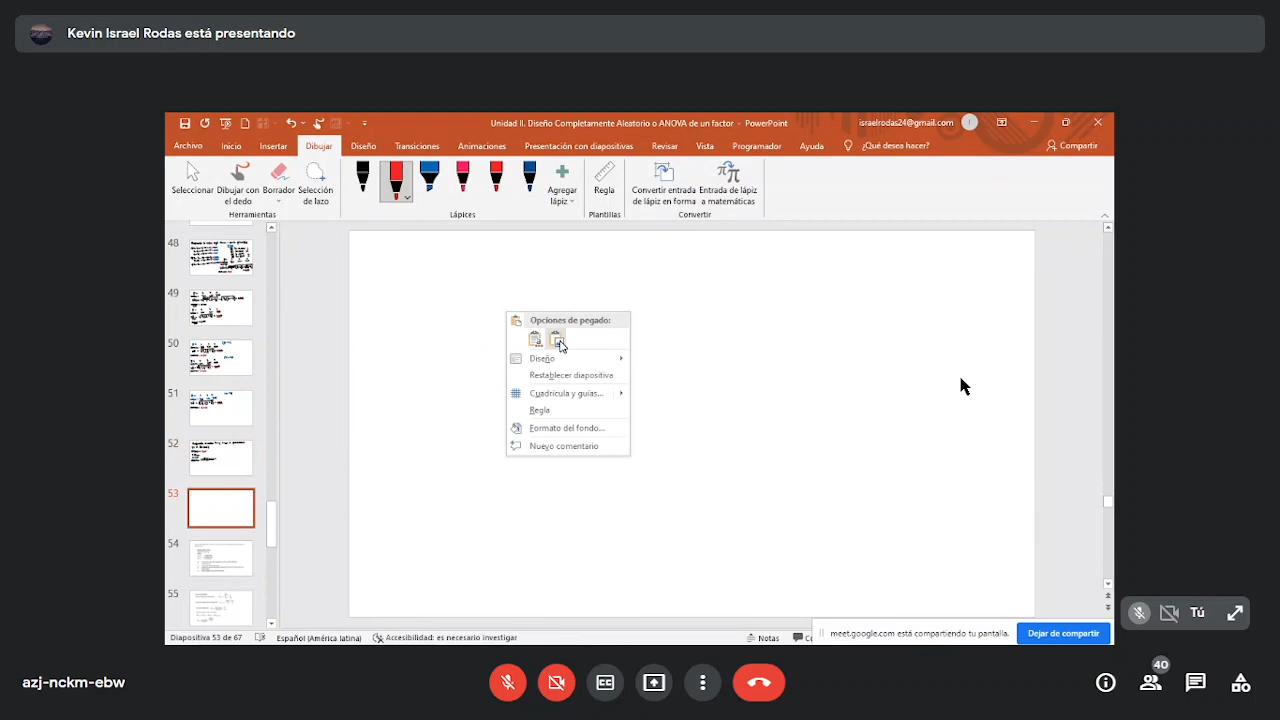 Kevin Israel Rodas está presentando
Unidad II. Diseño Completamente Aleatorio o ANOVA de un factor - PowerPoint
israelrodas24@gmail.com
I
Archivo Inicio Insertar Dibujar Diseño Transiciones Animaciones Presentación con diapositivas Revisar Vista Programador Ayuda ¿Qué desea hacer? Compartir
Seleccionar Dibujar con el dedo Borrador Selección de lazo Agregar lápiz Regla Convertir entrada de lápiz en forma Entrada de lápiz a matemáticas
Herramientas Lápices Plantillas Convertir
48
49
50
51
52
53
54
55
Opciones de pegado:
Diseño
Restablecer diapositiva
Cuadrícula y guías...
Regla
Formato del fondo...
Nuevo comentario
Diapositiva 53 de 67 Español (América latina) Accesibilidad: es necesario investigar Notas
meet.google.com está compartiendo tu pantalla. Dejar de compartir
Tú
40
azj-nckm-ebw